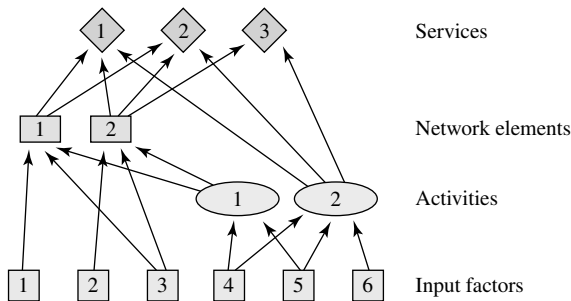 1 2 3 Services
1 2 Network elements
1 2 Activities
1 2 3 4 5 6 Input factors